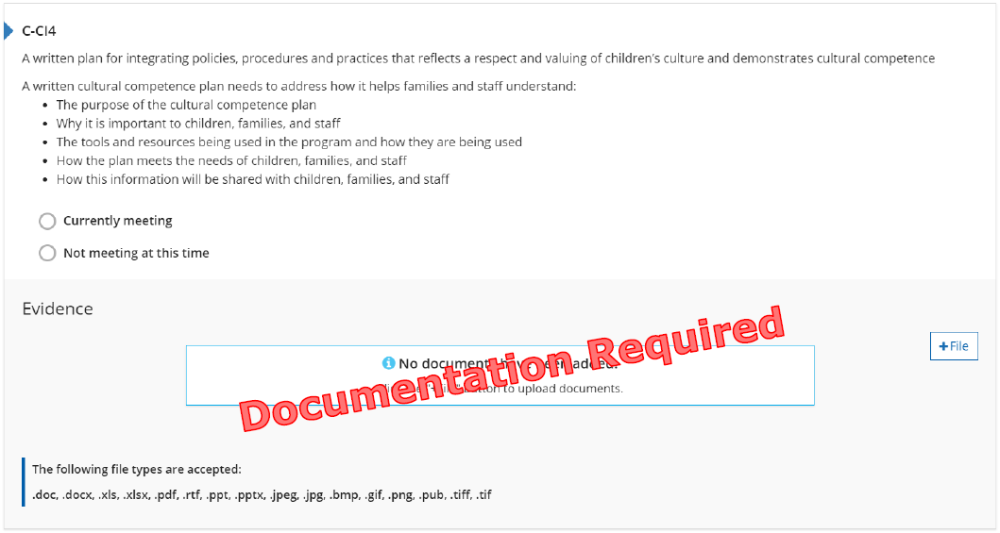 C-CI4
A written plan for integrating policies, procedures and practices that reflects a respect and valuing of children's culture and demonstrates cultural competence
A written cultural competence plan needs to address how it helps families and staff understand:
• The purpose of the cultural competence plan
• Why it is important to children, families, and staff
• The tools and resources being used in the program and how they are being used
• How the plan meets the needs of children, families, and staff
• How this information will be shared with children, families, and staff
Currently meeting
Not meeting at this time
Evidence
Documentation Required
+File
No document added.
to upload documents.
The following file types are accepted:
.doc, .docx, .xls, .xlsx, .pdf, .rtf, .ppt, .pptx, .jpeg, .jpg, .bmp, .gif, .png, .pub, .tiff, .tif